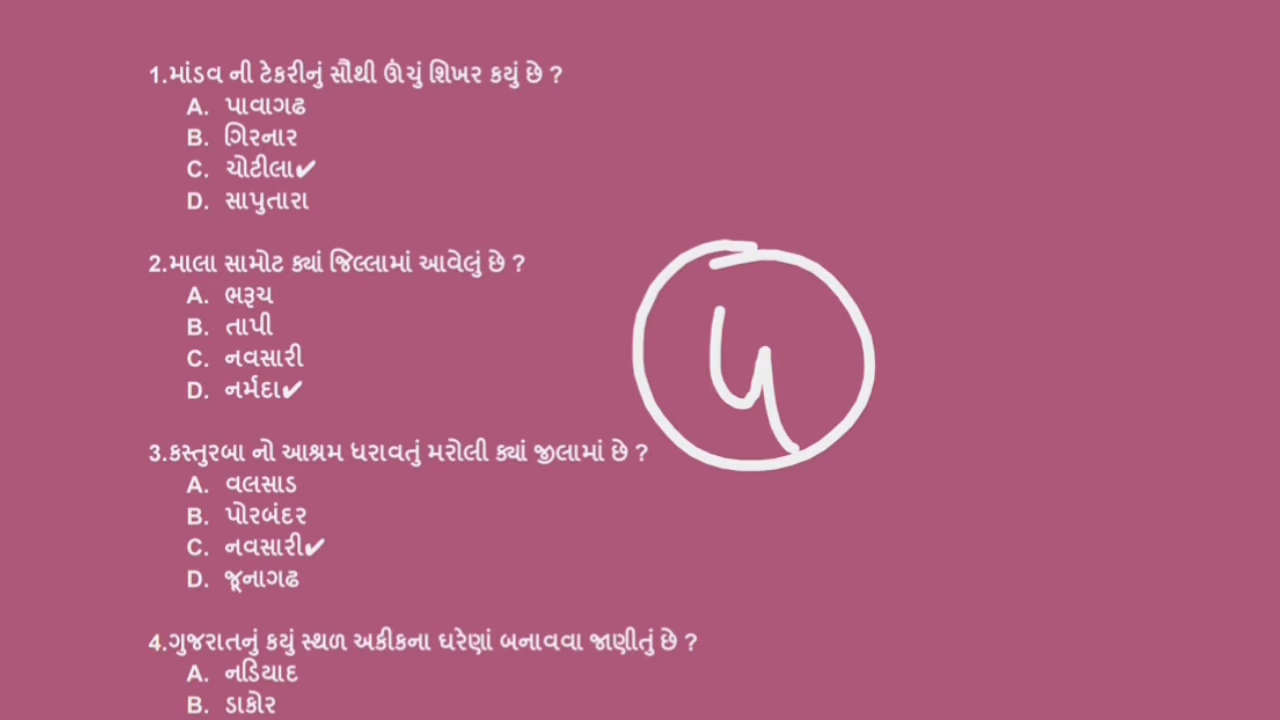 1.માંડવ ની ટેકરીનું સૌથી ઊંચું શિખર કયું છે ?
A. પાવાગઢ
B. ગિરનાર
C. ચોટીલા✔
D. સાપુતારા
2.માલા સામોટ ક્યાં જિલ્લામાં આવેલું છે ?
A. ભરૂચ
B. તાપી
C. નવસારી
D. નર્મદા✔
૫
3.કસ્તુરબા નો આશ્રમ ધરાવતું મરોલી ક્યાં જીલામાં છે ?
A. વલસાડ
B. પોરબંદર
C. નવસારી✔
D. જૂનાગઢ
4.ગુજરાતનું કયું સ્થળ અકીકના ઘરેણાં બનાવવા જાણીતું છે ?
A. નડિયાદ
B. ડાકોર